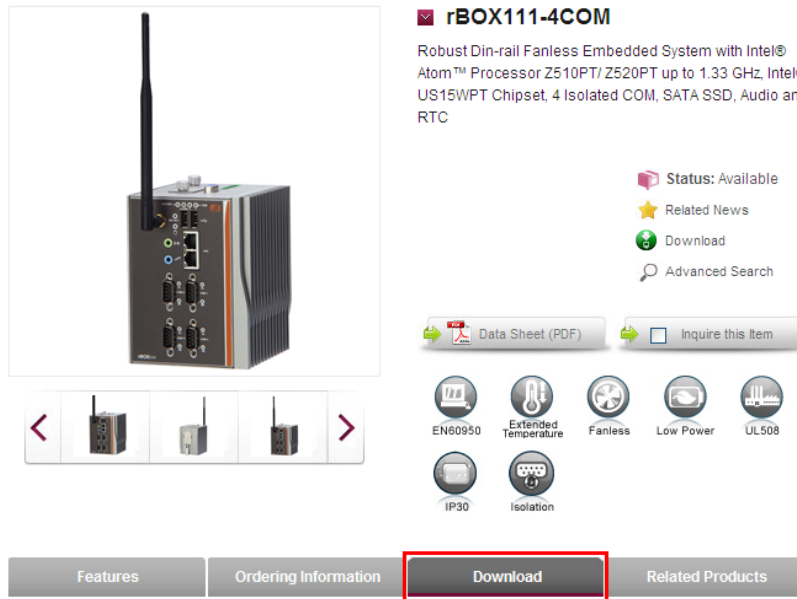 rBOX111-4COM
Robust Din-rail Fanless Embedded System with Intel®
Atom™ Processor Z510PT/ Z520PT up to 1.33 GHz, Intel
US15WPT Chipset, 4 Isolated COM, SATA SSD, Audio an
RTC
Status: Available
Related News
Download
Advanced Search
Data Sheet (PDF)
Inquire this Item
EN60950
Extended
Temperature
Fanless
Low Power
UL508
IP30
Isolation
Features
Ordering Information
Download
Related Products